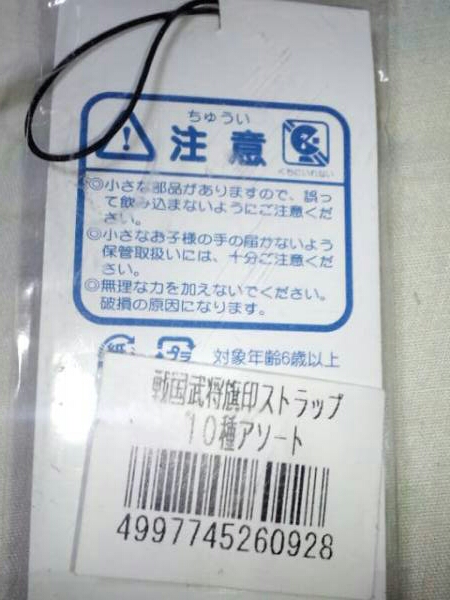 ちゅうい
注意
くちにいれない
◎小さな部品がありますので、誤っ
て飲み込まないようにご注意くだ
さい。
◎小さなお子様の手の届かないよう
保管取扱いには、十分ご注意くだ
さい。
◎無理な力を加えないでください。
破損の原因になります。
紙 プラ 対象年齢6歳以上
戦国武将旗印ストラップ
10種アソート
4997745260928